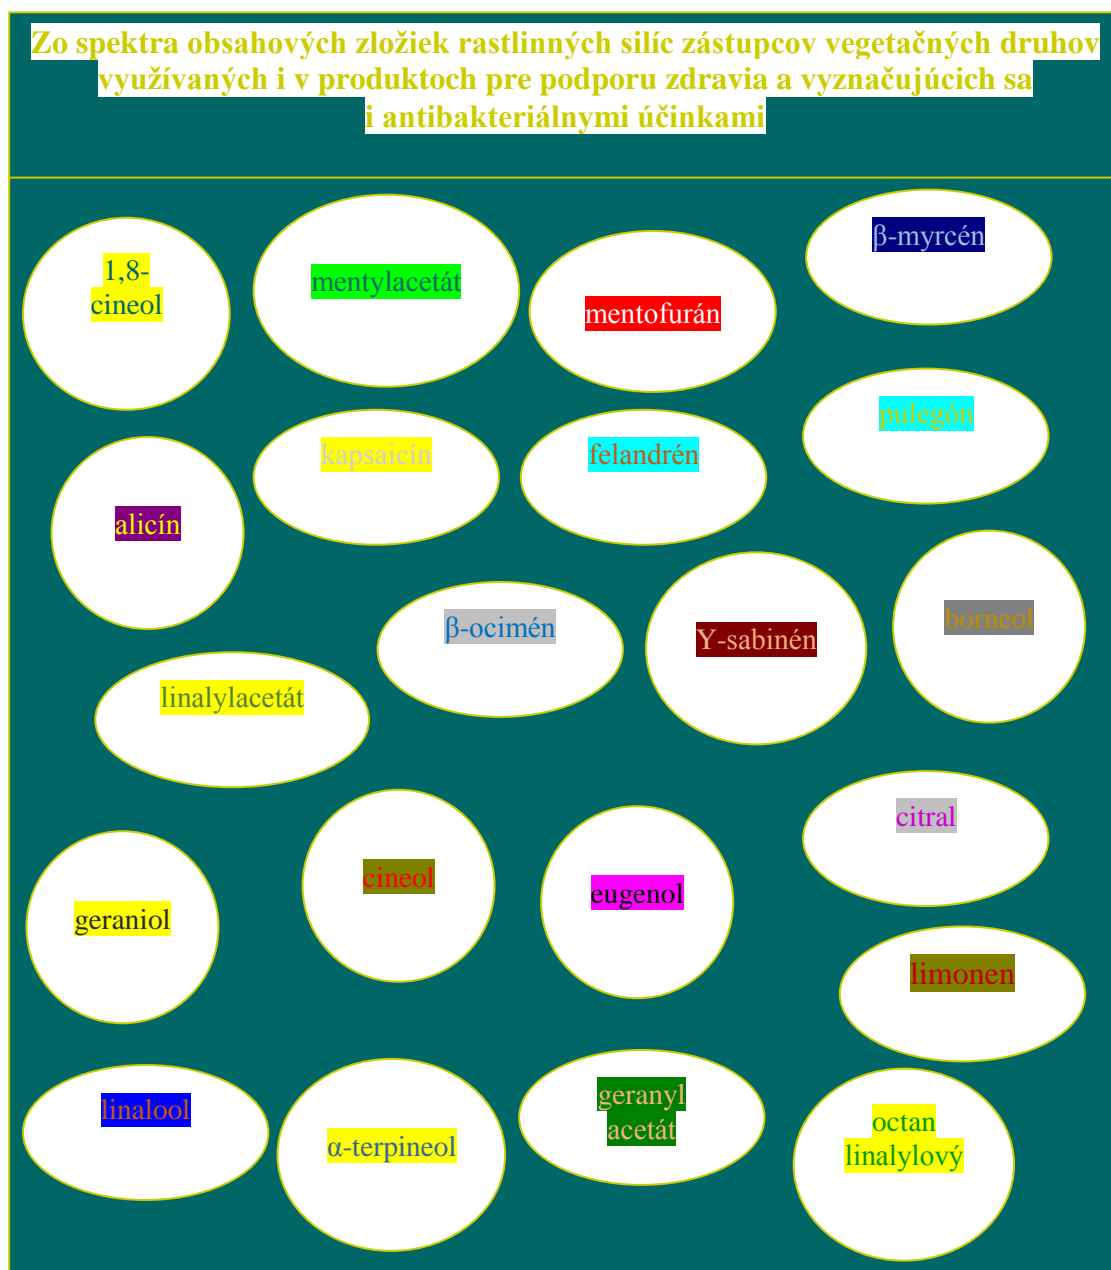 Zo spektra obsahových zložiek rastlinných silíc zástupcov vegetačných druhov
využívaných i v produktoch pre podporu zdravia a vyznačujúcich sa
i antibakteriálnymi účinkami
1,8-
cineol
mentylacetát
mentofurán
β-myrcén
kapsaicín
felandrén
pulegón
alicín
β-ocimén
Y-sabinén
borneol
linalylacetát
citral
geraniol
cineol
eugenol
limonen
linalool
α-terpineol
geranyl
acetát
octan
linalylový